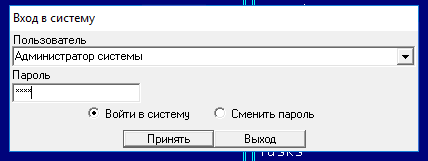 Вход в систему
Пользователь
Администратор системы
Пароль
****
Войти в систему Сменить пароль
Принять Выход